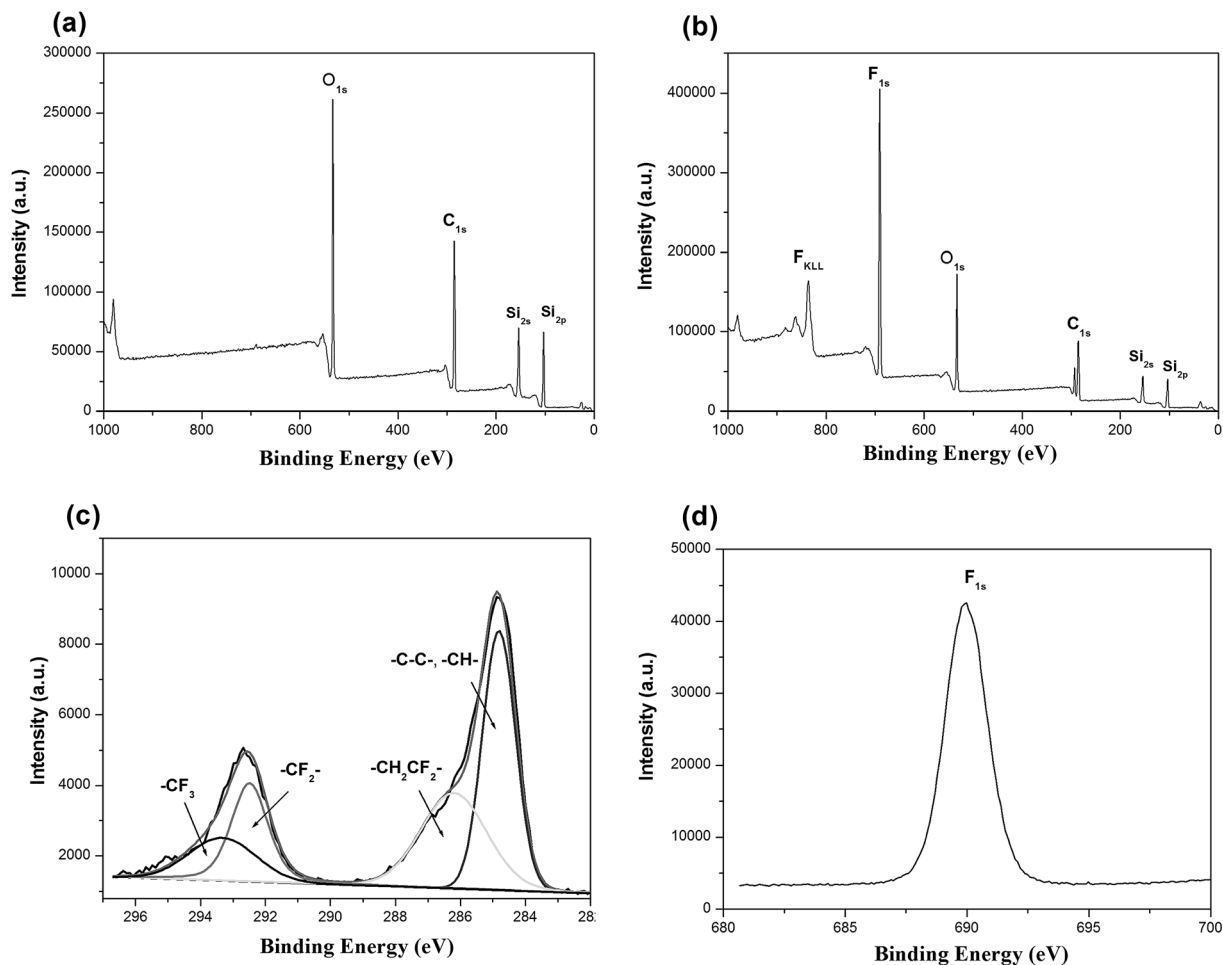 (a)
300000
250000
200000
150000
100000
50000
0
Intensity (a.u.)
O1s
C1s
Si2s
Si2p
1000 800 600 400 200 0
Binding Energy (eV)
(b)
400000
300000
200000
100000
0
Intensity (a.u.)
F1s
FKLL
O1s
C1s
Si2s
Si2p
1000 800 600 400 200 0
Binding Energy (eV)
(c)
10000
8000
6000
4000
2000
Intensity (a.u.)
-C-C-, -CH-
-CH2CF2-
-CF2-
-CF3
296 294 292 290 288 286 284
Binding Energy (eV)
(d)
50000
40000
30000
20000
10000
0
Intensity (a.u.)
F1s
680 685 690 695 700
Binding Energy (eV)